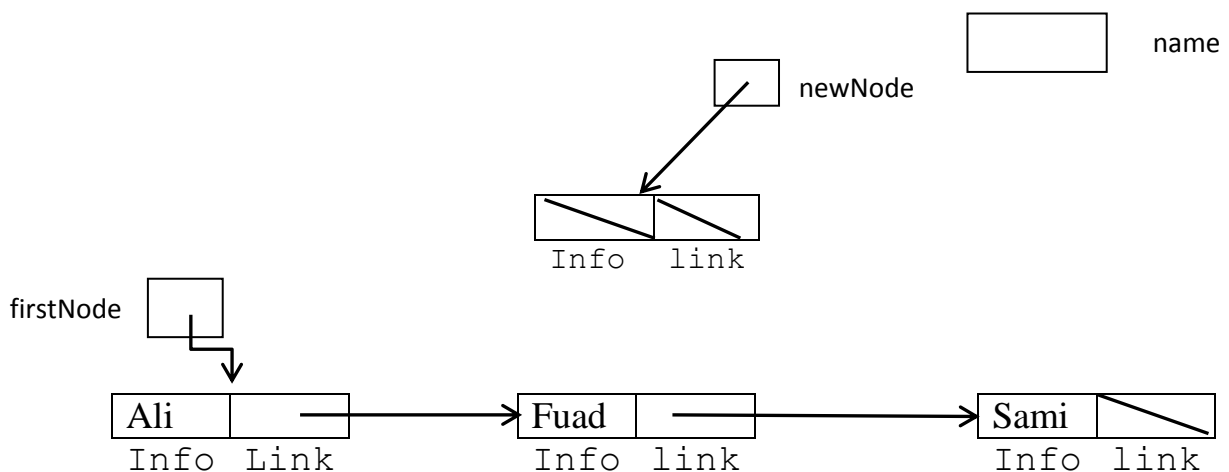 name
newNode
Info link
firstNode
Ali Fuad Sami
Info Link Info link Info link